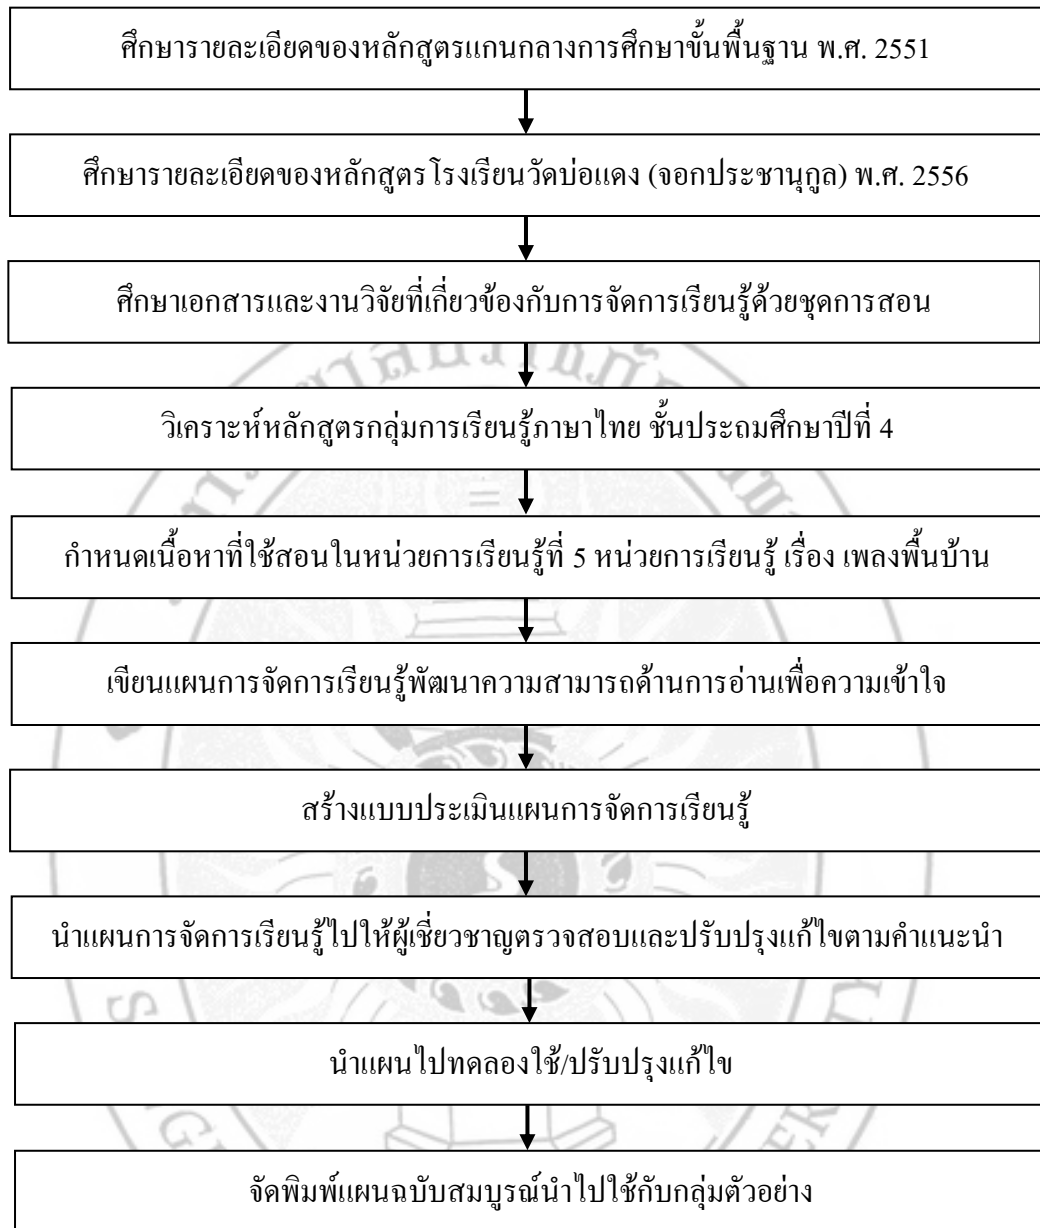 ศึกษารายละเอียดของหลักสูตรแกนกลางการศึกษาขั้นพื้นฐาน พ.ศ. 2551
ศึกษารายละเอียดของหลักสูตรโรงเรียนวัดบ่อแดง (จอกประชานุกูล) พ.ศ. 2556
ศึกษาเอกสารและงานวิจัยที่เกี่ยวข้องกับการจัดการเรียนรู้ด้วยชุดการสอน
วิเคราะห์หลักสูตรกลุ่มการเรียนรู้ภาษาไทย ชั้นประถมศึกษาปีที่ 4
กำหนดเนื้อหาที่ใช้สอนในหน่วยการเรียนรู้ที่ 5 หน่วยการเรียนรู้ เรื่อง เพลงพื้นบ้าน
เขียนแผนการจัดการเรียนรู้พัฒนาความสามารถด้านการอ่านเพื่อความเข้าใจ
สร้างแบบประเมินแผนการจัดการเรียนรู้
นำแผนการจัดการเรียนรู้ไปให้ผู้เชี่ยวชาญตรวจสอบและปรับปรุงแก้ไขตามคำแนะนำ
นำแผนไปทดลองใช้/ปรับปรุงแก้ไข
จัดพิมพ์แผนฉบับสมบูรณ์นำไปใช้กับกลุ่มตัวอย่าง